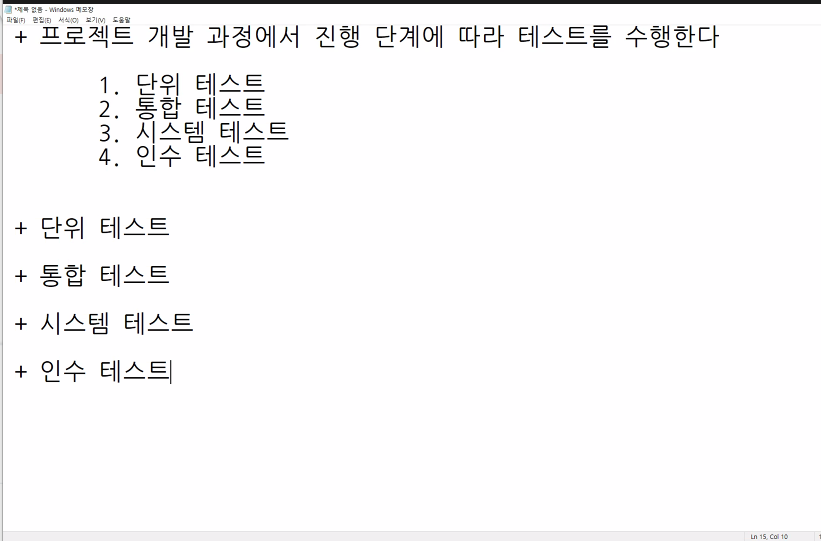 *제목 없음 - Windows 메모장
파일(F) 편집(E) 서식(O) 보기(V) 도움말
+ 프로젝트 개발 과정에서 진행 단계에 따라 테스트를 수행한다
1. 단위 테스트
2. 통합 테스트
3. 시스템 테스트
4. 인수 테스트
+ 단위 테스트
+ 통합 테스트
+ 시스템 테스트
+ 인수 테스트
Ln 15, Col 10